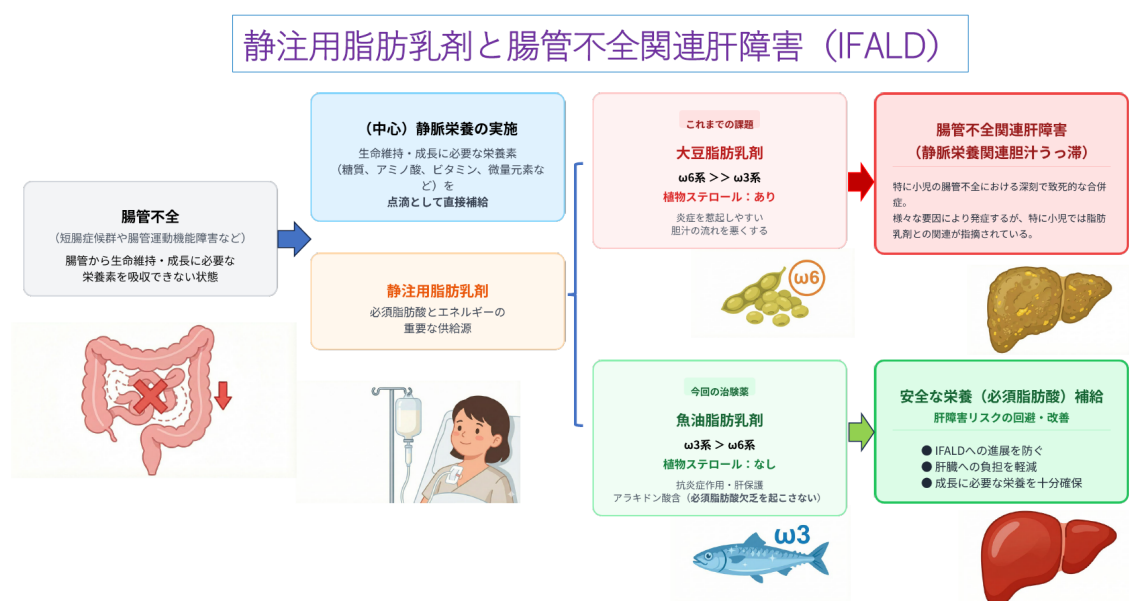 静注用脂肪乳剤と腸管不全関連肝障害（IFALD）
腸管不全
（短腸症候群や腸管運動機能障害など）
腸管から生命維持・成長に必要な
栄養素を吸収できない状態
（中心）静脈栄養の実施
生命維持・成長に必要な栄養素
（糖質、アミノ酸、ビタミン、微量元素な
ど）を
点滴として直接補給
静注用脂肪乳剤
必須脂肪酸とエネルギーの
重要な供給源
これまでの課題
大豆脂肪乳剤
ω6系 >> ω3系
植物ステロール：あり
炎症を惹起しやすい
胆汁の流れを悪くする
ω6
腸管不全関連肝障害
（静脈栄養関連胆汁うっ滞）
特に小児の腸管不全における深刻で致死的な合併
症。
様々な要因により発症するが、特に小児では脂肪
乳剤との関連が指摘されている。
今回の治験薬
魚油脂肪乳剤
ω3系 > ω6系
植物ステロール：なし
抗炎症作用・肝保護
アラキドン酸含（必須脂肪酸欠乏を起こさない）
ω3
安全な栄養（必須脂肪酸）補給
肝障害リスクの回避・改善
● IFALDへの進展を防ぐ
● 肝臓への負担を軽減
● 成長に必要な栄養を十分確保